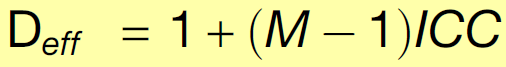 D_eff = 1 + (M − 1)ICC